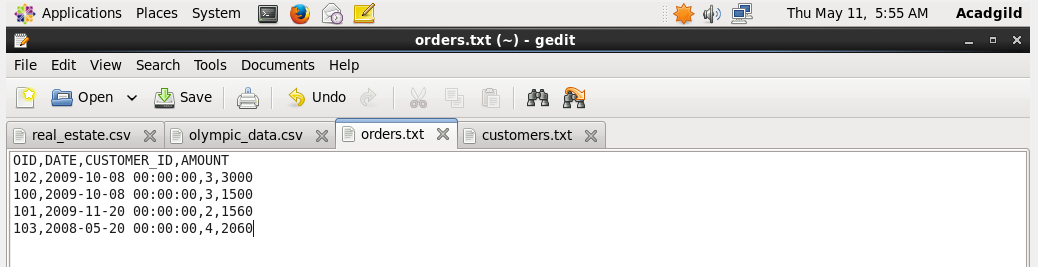 Applications Places System Thu May 11, 5:55 AM Acadgild
orders.txt (~) - gedit
File Edit View Search Tools Documents Help
Open Save Undo
real_estate.csv olympic_data.csv orders.txt customers.txt
OID,DATE,CUSTOMER_ID,AMOUNT
102,2009-10-08 00:00:00,3,3000
100,2009-10-08 00:00:00,3,1500
101,2009-11-20 00:00:00,2,1560
103,2008-05-20 00:00:00,4,2060